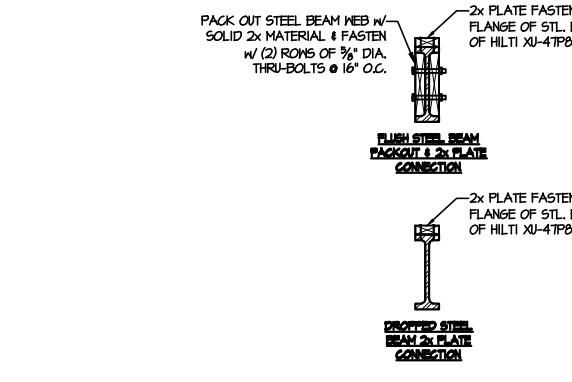 PACK OUT STEEL BEAM WEB W/
SOLID 2x MATERIAL & FASTEN
W/ (2) ROWS OF 5/8" DIA.
THRU-BOLTS @ 16" O.C.
2x PLATE FASTEN
FLANGE OF STL.
OF HILTI XU-47P8
FLUSH STEEL BEAM
PACKOUT & 2x PLATE
CONNECTION
2x PLATE FASTEN
FLANGE OF STL.
OF HILTI XU-47P8
DROPPED STEEL
BEAM 2x PLATE
CONNECTION